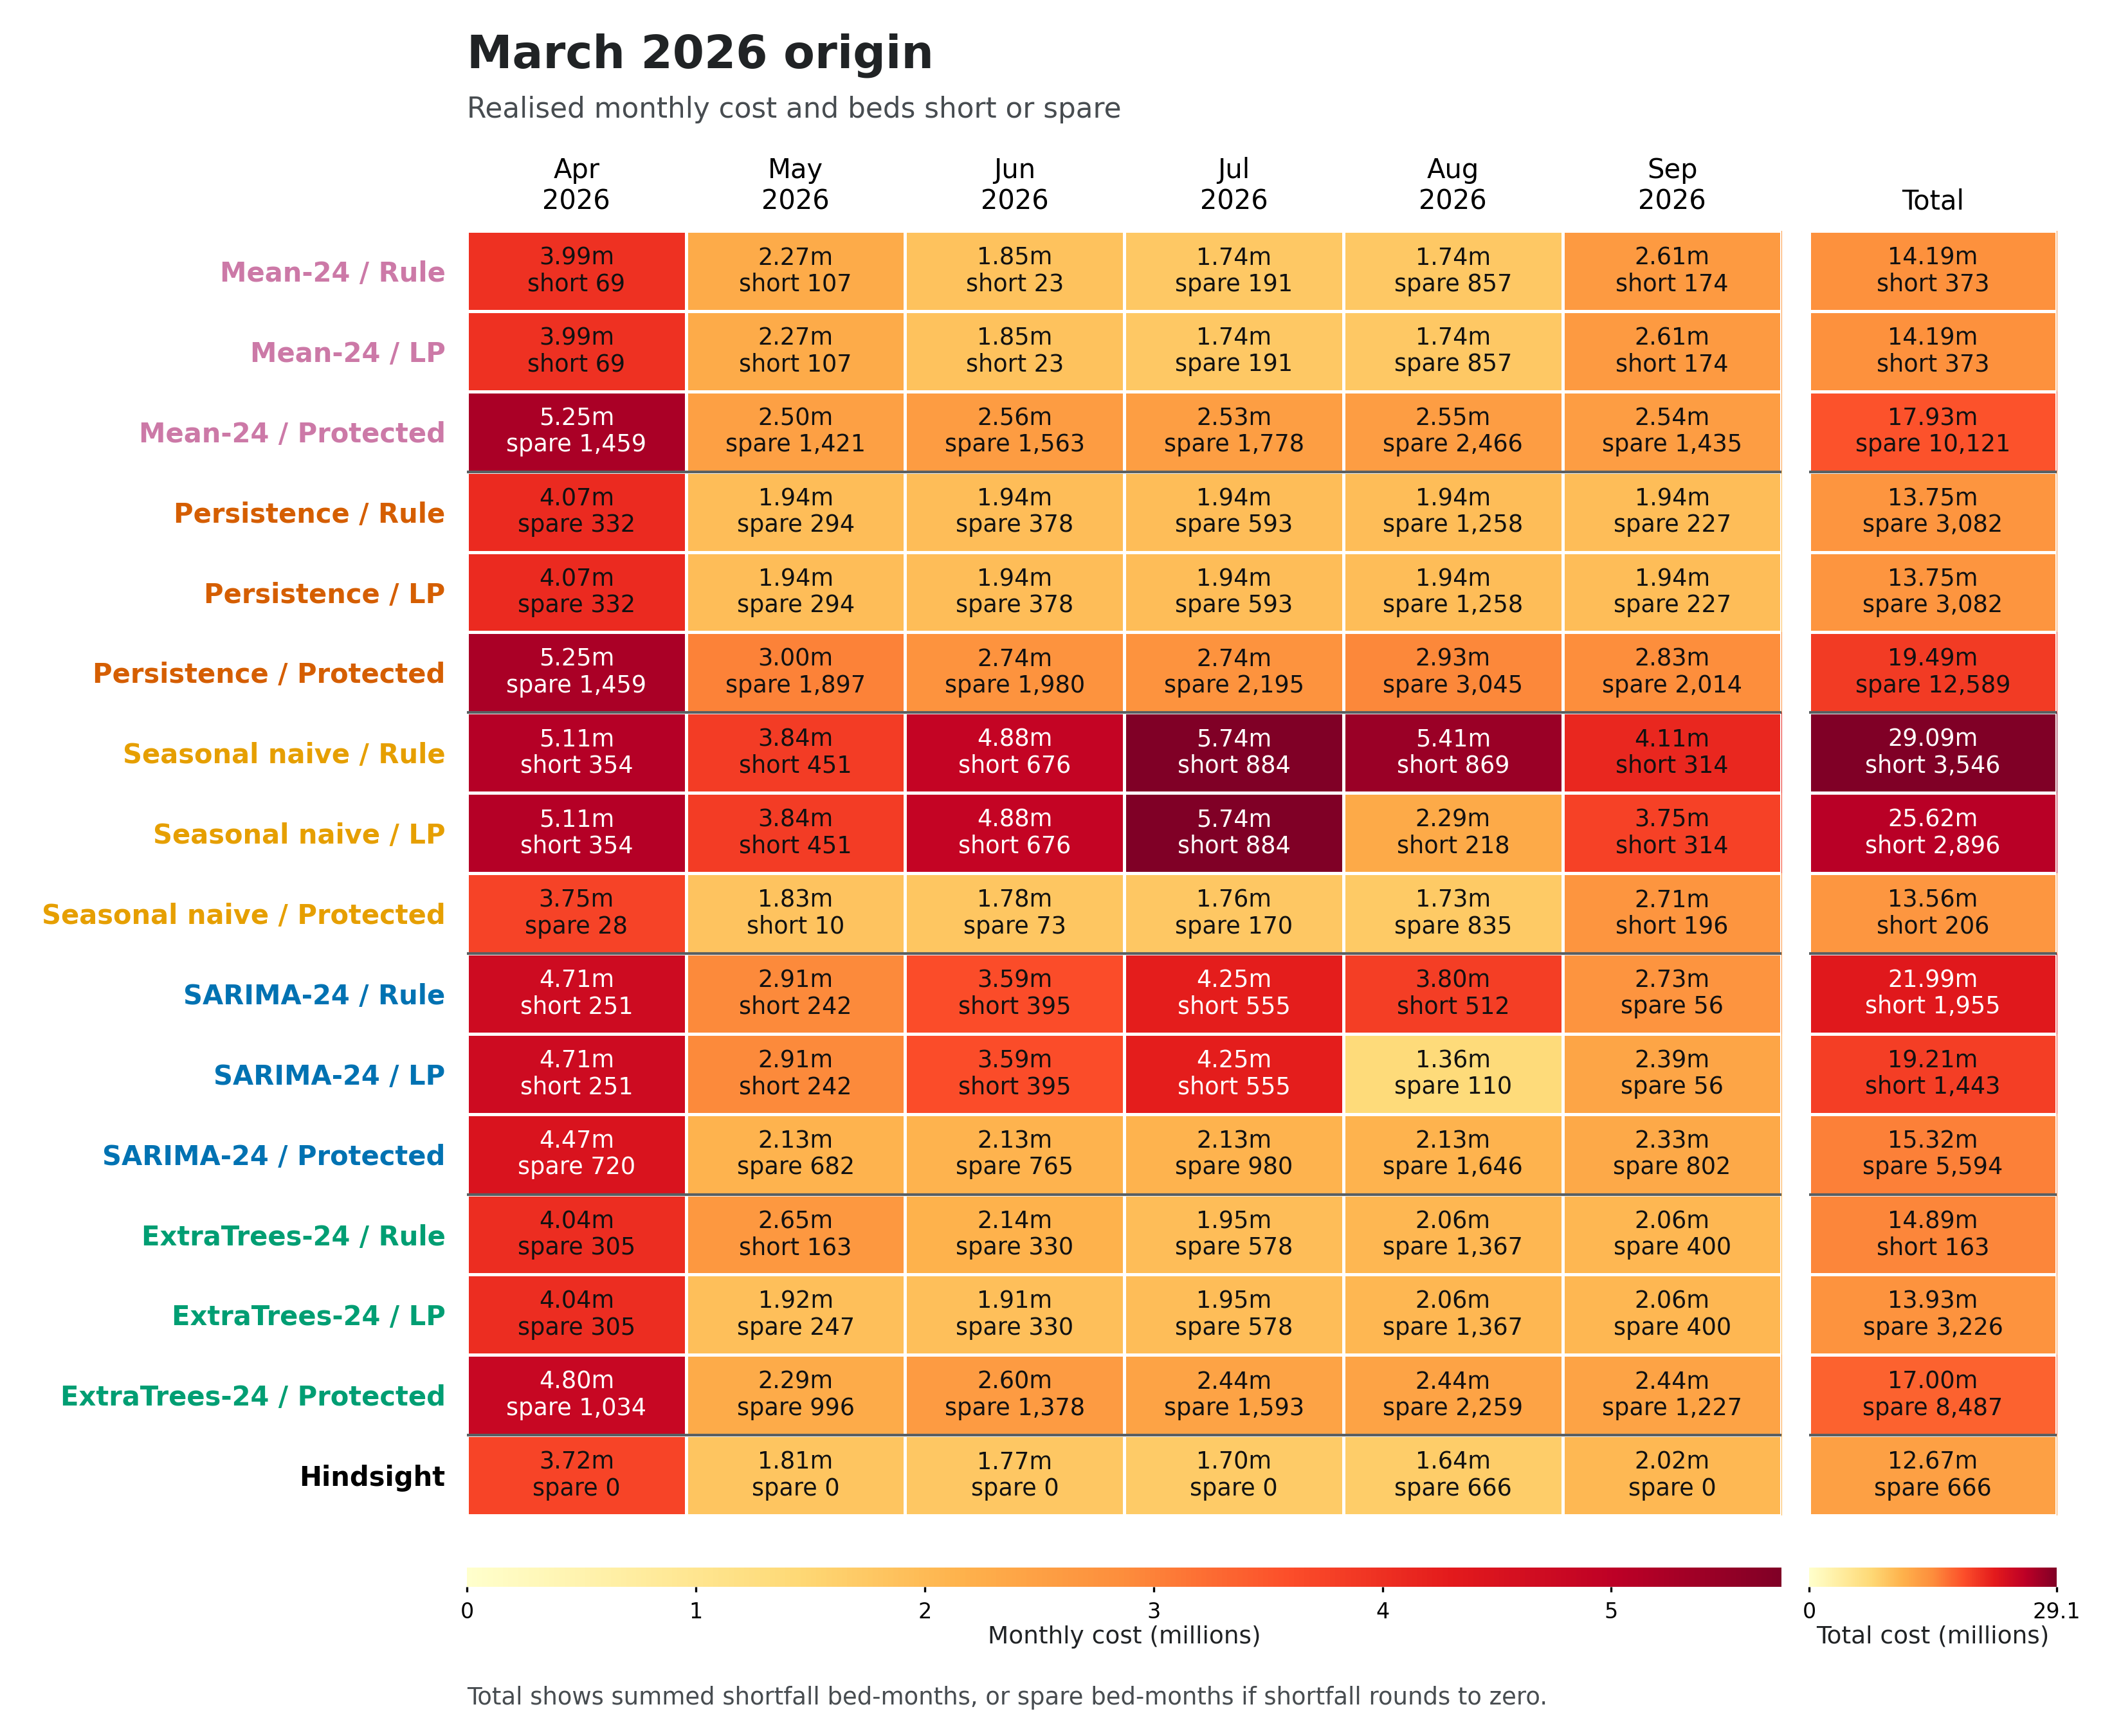 March 2026 origin
Realised monthly cost and beds short or spare
Apr May Jun Jul Aug Sep
2026 2026 2026 2026 2026 2026 Total
Mean-24 / Rule
3.99m 2.27m 1.85m 1.74m 1.74m 2.61m 14.19m
short 69 short 107 short 23 spare 191 spare 857 short 174 short 373
Mean-24 / LP
3.99m 2.27m 1.85m 1.74m 1.74m 2.61m 14.19m
short 69 short 107 short 23 spare 191 spare 857 short 174 short 373
Mean-24 / Protected
5.25m 2.50m 2.56m 2.53m 2.55m 2.54m 17.93m
spare 1,459 spare 1,421 spare 1,563 spare 1,778 spare 2,466 spare 1,435 spare 10,121
Persistence / Rule
4.07m 1.94m 1.94m 1.94m 1.94m 1.94m 13.75m
spare 332 spare 294 spare 378 spare 593 spare 1,258 spare 227 spare 3,082
Persistence / LP
4.07m 1.94m 1.94m 1.94m 1.94m 1.94m 13.75m
spare 332 spare 294 spare 378 spare 593 spare 1,258 spare 227 spare 3,082
Persistence / Protected
5.25m 3.00m 2.74m 2.74m 2.93m 2.83m 19.49m
spare 1,459 spare 1,897 spare 1,980 spare 2,195 spare 3,045 spare 2,014 spare 12,589
Seasonal naive / Rule
5.11m 3.84m 4.88m 5.74m 5.41m 4.11m 29.09m
short 354 short 451 short 676 short 884 short 869 short 314 short 3,546
Seasonal naive / LP
5.11m 3.84m 4.88m 5.74m 2.29m 3.75m 25.62m
short 354 short 451 short 676 short 884 short 218 short 314 short 2,896
Seasonal naive / Protected
3.75m 1.83m 1.78m 1.76m 1.73m 2.71m 13.56m
spare 28 short 10 spare 73 spare 170 spare 835 short 196 short 206
SARIMA-24 / Rule
4.71m 2.91m 3.59m 4.25m 3.80m 2.73m 21.99m
short 251 short 242 short 395 short 555 short 512 spare 56 short 1,955
SARIMA-24 / LP
4.71m 2.91m 3.59m 4.25m 1.36m 2.39m 19.21m
short 251 short 242 short 395 short 555 spare 110 spare 56 short 1,443
SARIMA-24 / Protected
4.47m 2.13m 2.13m 2.13m 2.13m 2.33m 15.32m
spare 720 spare 682 spare 765 spare 980 spare 1,646 spare 802 spare 5,594
ExtraTrees-24 / Rule
4.04m 2.65m 2.14m 1.95m 2.06m 2.06m 14.89m
spare 305 short 163 spare 330 spare 578 spare 1,367 spare 400 short 163
ExtraTrees-24 / LP
4.04m 1.92m 1.91m 1.95m 2.06m 2.06m 13.93m
spare 305 spare 247 spare 330 spare 578 spare 1,367 spare 400 spare 3,226
ExtraTrees-24 / Protected
4.80m 2.29m 2.60m 2.44m 2.44m 2.44m 17.00m
spare 1,034 spare 996 spare 1,378 spare 1,593 spare 2,259 spare 1,227 spare 8,487
Hindsight
3.72m 1.81m 1.77m 1.70m 1.64m 2.02m 12.67m
spare 0 spare 0 spare 0 spare 0 spare 666 spare 0 spare 666
0 1 2 3 4 5 0 29.1
Monthly cost (millions) Total cost (millions)
Total shows summed shortfall bed-months, or spare bed-months if shortfall rounds to zero.